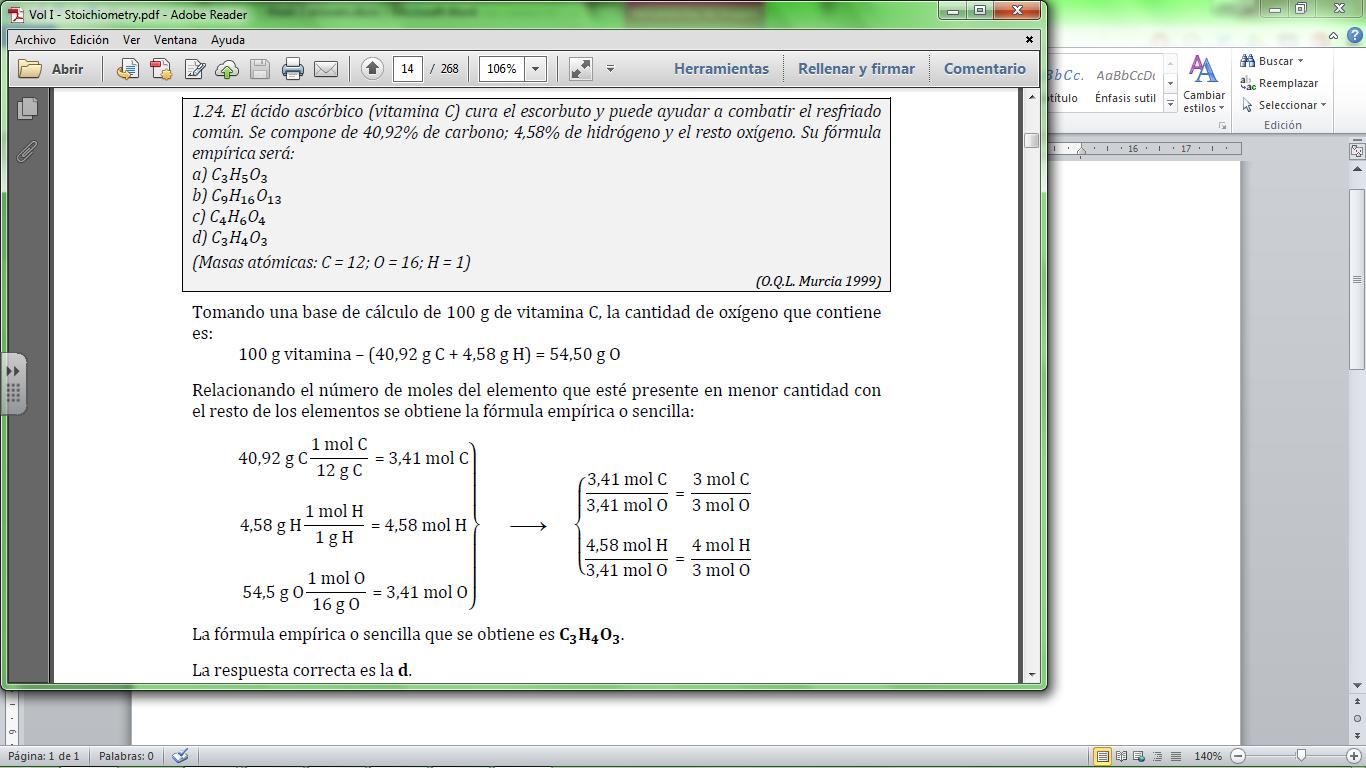 Vol I - Stoichiometry.pdf - Adobe Reader
Archivo Edición Ver Ventana Ayuda
Abrir 14 / 268 106% Herramientas Rellenar y firmar Comentario
AaBbCcDc
Énfasis sutil
Cambiar
estilos
Buscar
Reemplazar
Seleccionar
Edición
16 17
1.24. El ácido ascórbico (vitamina C) cura el escorbuto y puede ayudar a combatir el resfriado
común. Se compone de 40,92% de carbono; 4,58% de hidrógeno y el resto oxígeno. Su fórmula
empírica será:
a) C₃H₅O₃
b) C₉H₁₆O₁₃
c) C₄H₆O₄
d) C₃H₄O₃
(Masas atómicas: C = 12; O = 16; H = 1)
(O.Q.L. Murcia 1999)
Tomando una base de cálculo de 100 g de vitamina C, la cantidad de oxígeno que contiene
es:
100 g vitamina – (40,92 g C + 4,58 g H) = 54,50 g O
Relacionando el número de moles del elemento que esté presente en menor cantidad con
el resto de los elementos se obtiene la fórmula empírica o sencilla:
40,92 g C 1 mol C / 12 g C = 3,41 mol C
4,58 g H 1 mol H / 1 g H = 4,58 mol H
54,5 g O 1 mol O / 16 g O = 3,41 mol O
→
3,41 mol C / 3,41 mol O = 3 mol C / 3 mol O
4,58 mol H / 3,41 mol O = 4 mol H / 3 mol O
La fórmula empírica o sencilla que se obtiene es C₃H₄O₃.
La respuesta correcta es la d.
Página: 1 de 1 Palabras: 0 140%